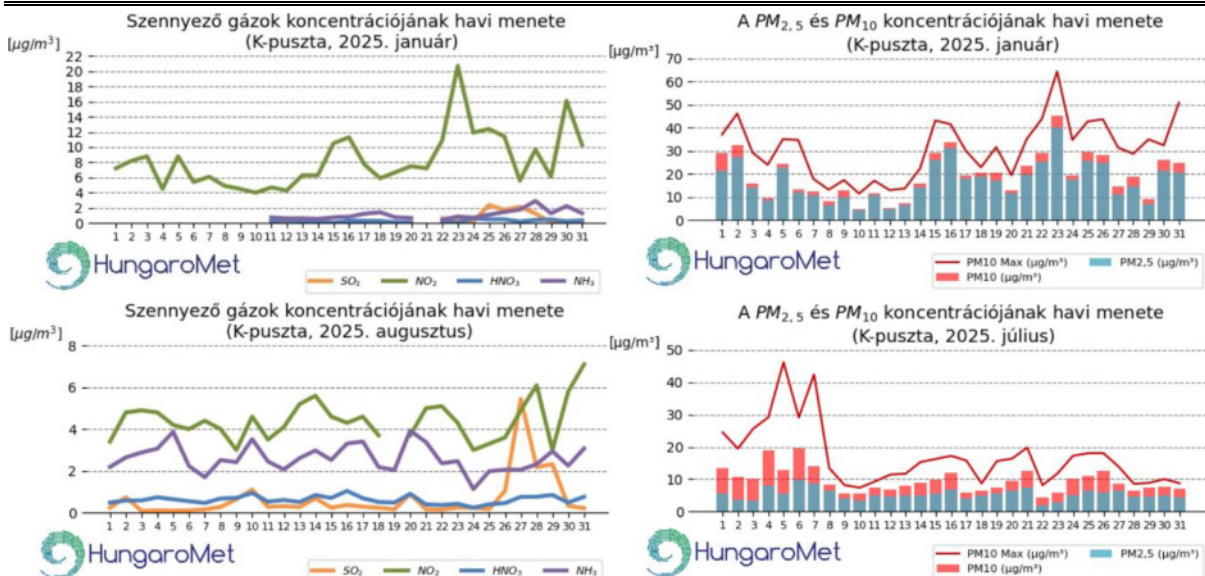 Szennyező gázok koncentrációjának havi menete
(K-puszta, 2025. január)
[μg/m³]
22
20
18
16
14
12
10
8
6
4
2
0
1 2 3 4 5 6 7 8 9 10 11 12 13 14 15 16 17 18 19 20 21 22 23 24 25 26 27 28 29 30 31
HungaroMet
SO₂ NO₂ HNO₃ NH₃
A PM₂,₅ és PM₁₀ koncentrációjának havi menete
(K-puszta, 2025. január)
[μg/m³]
70
60
50
40
30
20
10
0
1 2 3 4 5 6 7 8 9 10 11 12 13 14 15 16 17 18 19 20 21 22 23 24 25 26 27 28 29 30 31
HungaroMet
PM10 Max (μg/m³) PM2,5 (μg/m³)
PM10 (μg/m³)
Szennyező gázok koncentrációjának havi menete
(K-puszta, 2025. augusztus)
[μg/m³]
8
6
4
2
0
1 2 3 4 5 6 7 8 9 10 11 12 13 14 15 16 17 18 19 20 21 22 23 24 25 26 27 28 29 30 31
HungaroMet
SO₂ NO₂ HNO₃ NH₃
A PM₂,₅ és PM₁₀ koncentrációjának havi menete
(K-puszta, 2025. július)
[μg/m³]
50
40
30
20
10
0
1 2 3 4 5 6 7 8 9 10 11 12 13 14 15 16 17 18 19 20 21 22 23 24 25 26 27 28 29 30 31
HungaroMet
PM10 Max (μg/m³) PM2,5 (μg/m³)
PM10 (μg/m³)